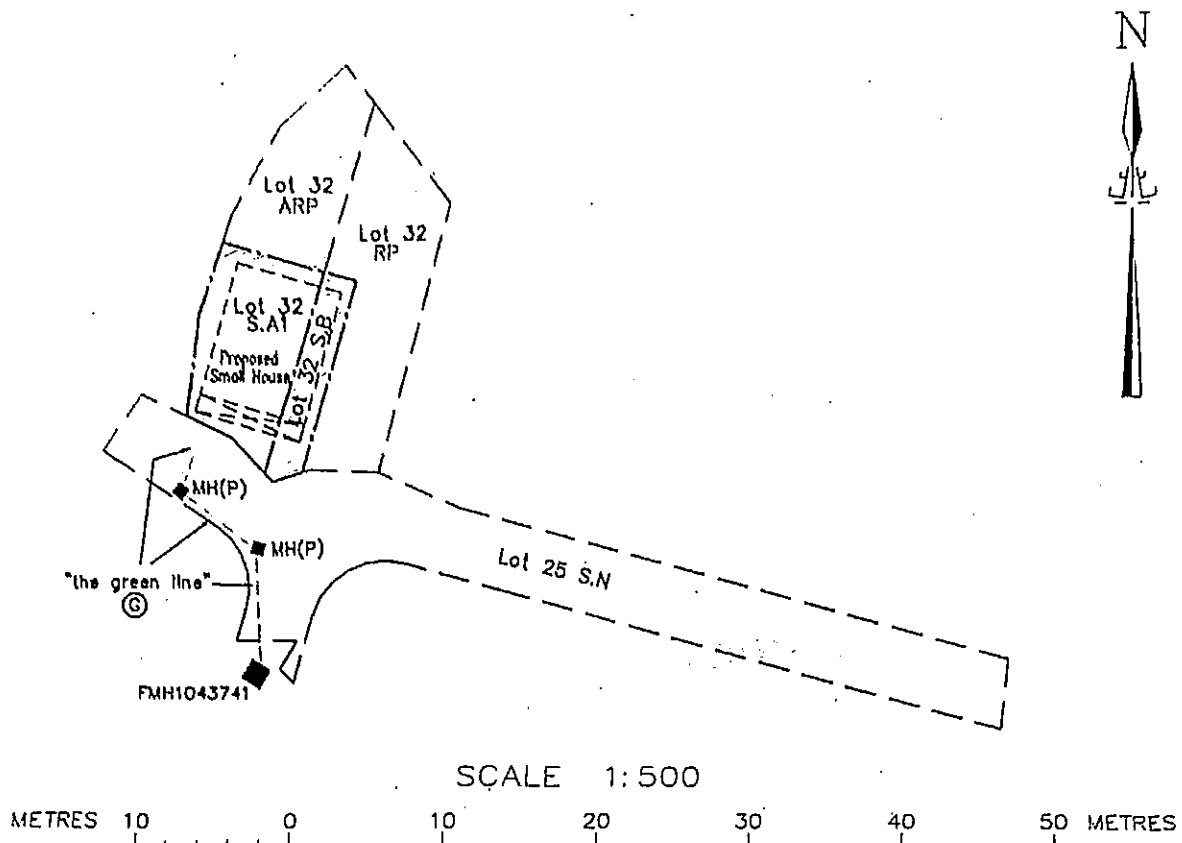 N
Lot 32
ARP
Lot 32
RP
Lot 32
S.A1
Lot 32 S.B
Proposed
Small House
MH(P)
MH(P)
"the green line"
G
Lot 25 S.N
FMH1043741
SCALE 1:500
METRES 10 0 10 20 30 40 50 METRES